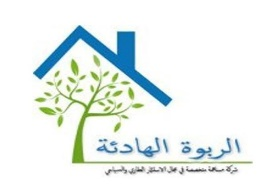 الربوة الهادئة
شركة مساهمة متخصصة في مجال الاستثمار العقاري والسياحي